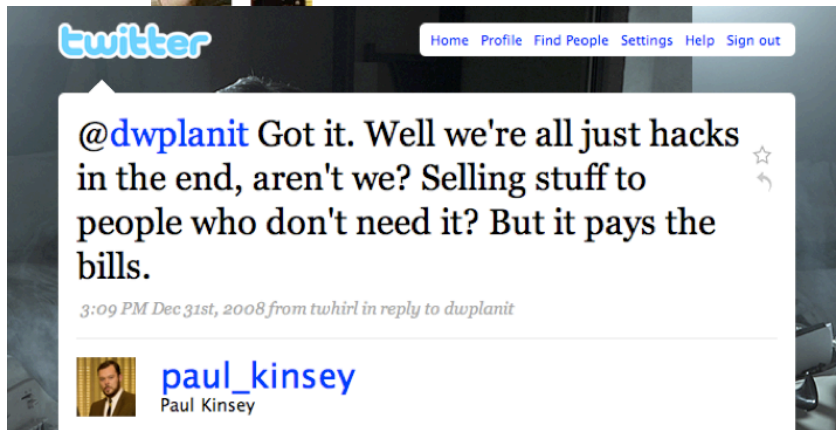 twitter
Home Profile Find People Settings Help Sign out
@dwplanit Got it. Well we're all just hacks
in the end, aren't we? Selling stuff to
people who don't need it? But it pays the
bills.
3:09 PM Dec 31st, 2008 from twhirl in reply to dwplanit
paul_kinsey
Paul Kinsey